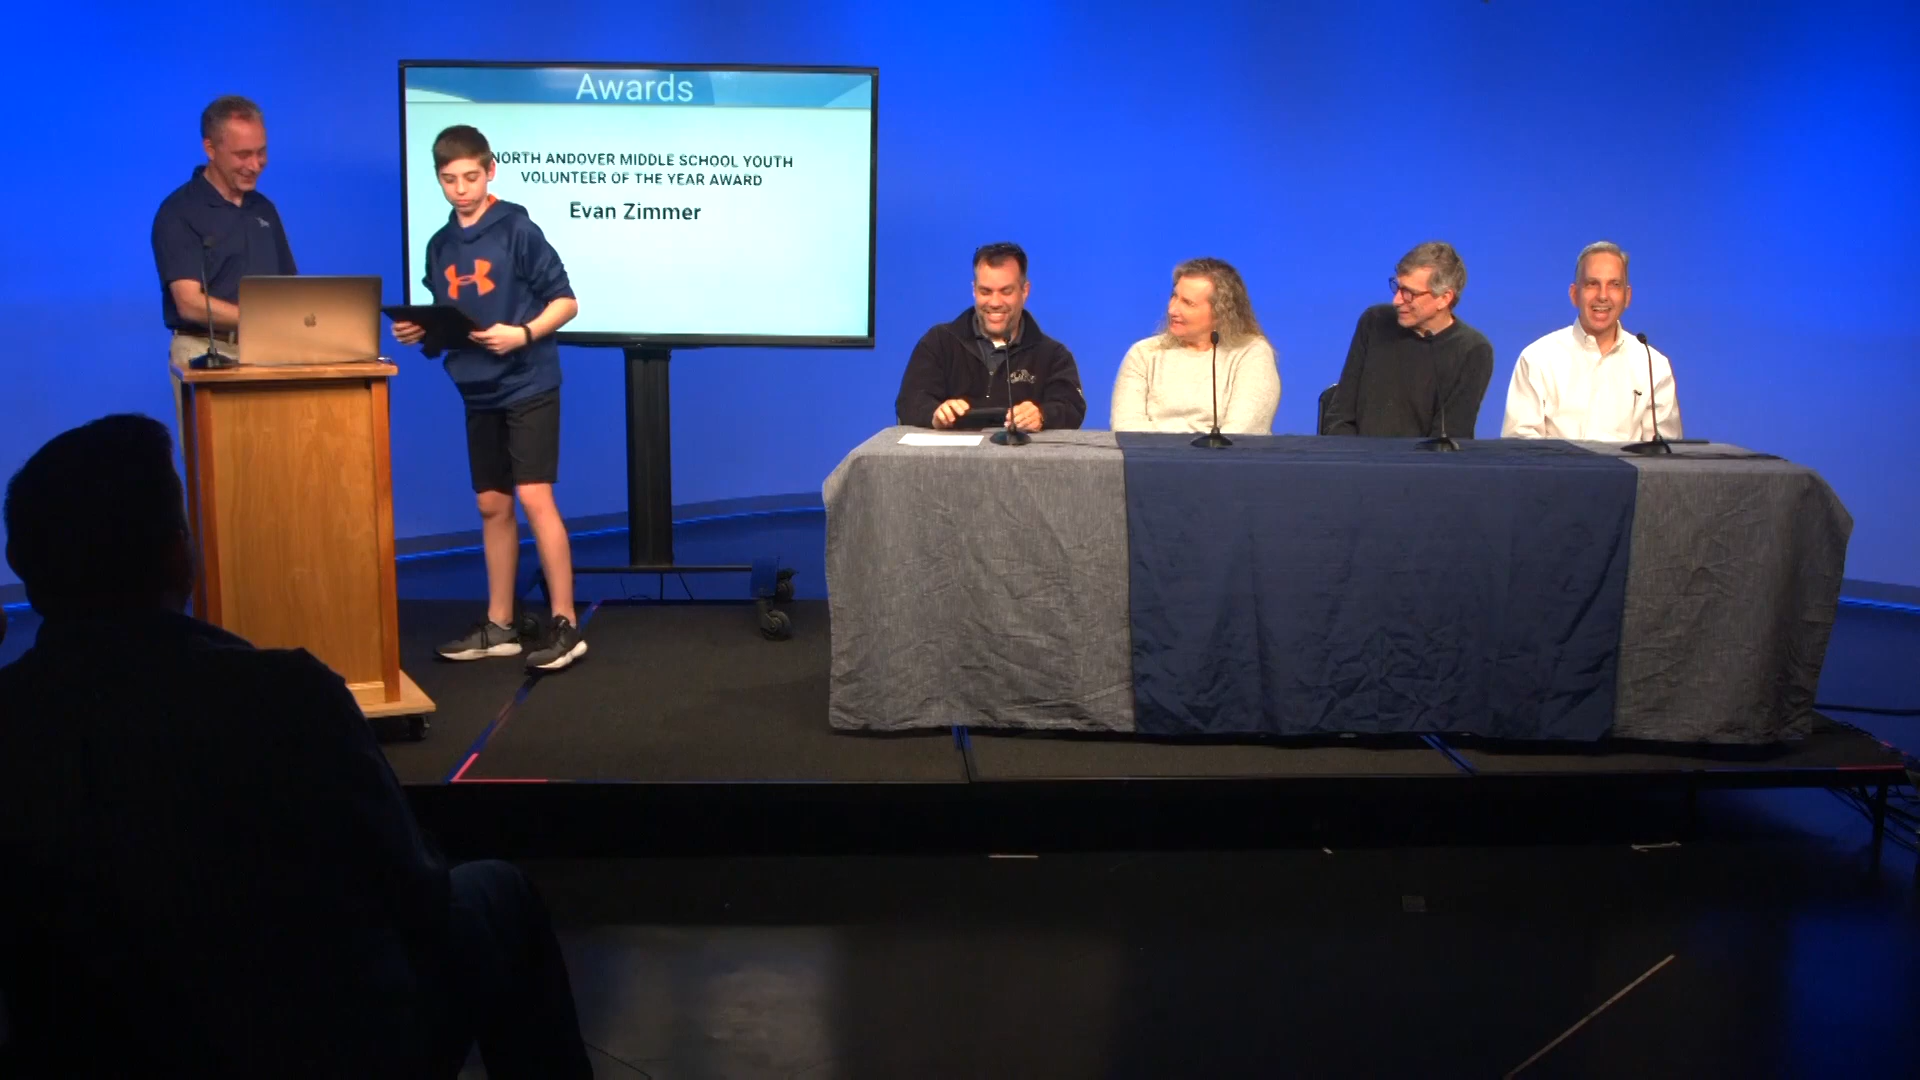 Awards
NORTH ANDOVER MIDDLE SCHOOL YOUTH
VOLUNTEER OF THE YEAR AWARD
Evan Zimmer